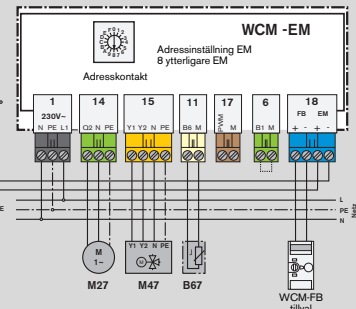 WCM -EM
Adressinställning EM
8 ytterligare EM
Adresskontakt
1 14 15 11 17 6 18
230V~ FB EM
N PE L1 Q2 N PE Y1 Y2 N PE B6 M PWM M B1 M + - + -
L
PE
N
Netz
E
M
1~
Y1 Y2 N PE
M
M27 M47 B67
WCM-FB
tillval